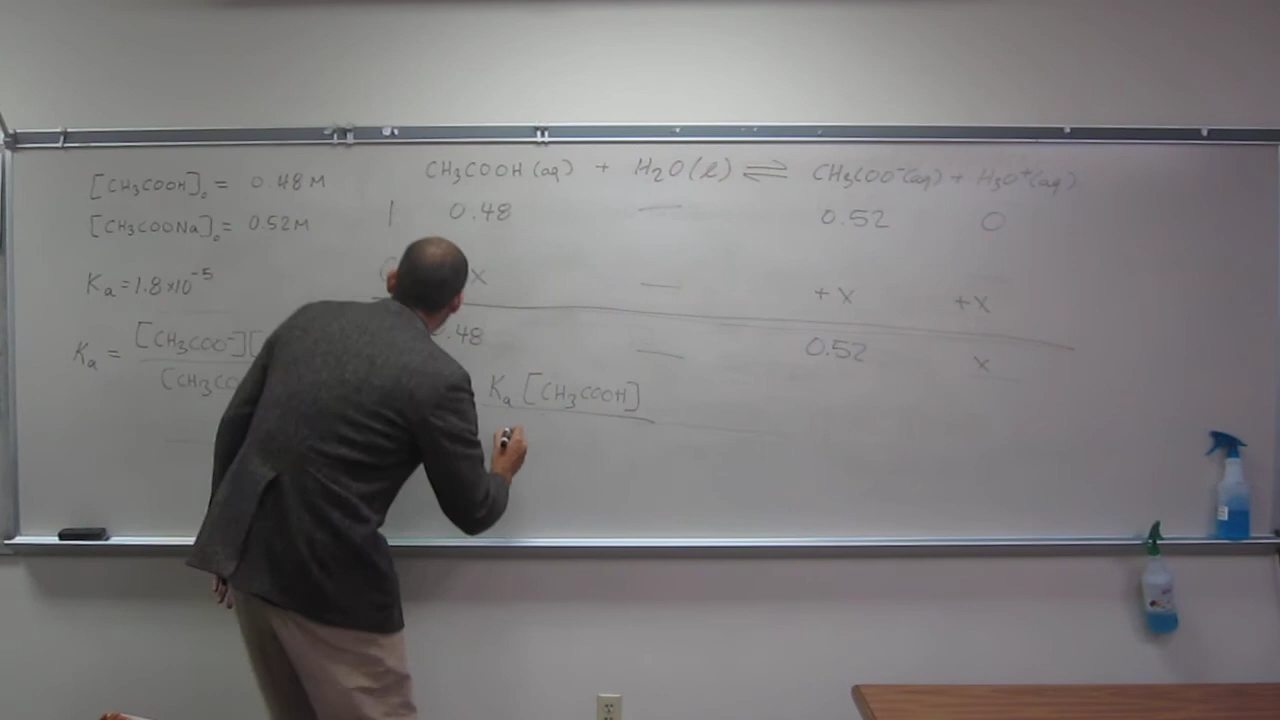 [CH3COOH]₀ = 0.48 M
[CH3COONa]₀ = 0.52 M
Ka = 1.8×10⁻⁵
Ka = [CH3COO⁻][
[CH3CO
CH3COOH (aq) + H2O(l) ⇌ CH3COO⁻(aq) + H3O⁺(aq)
I 0.48 — 0.52 0
x — +x +x
.48 — 0.52 x
Ka [CH3COOH]